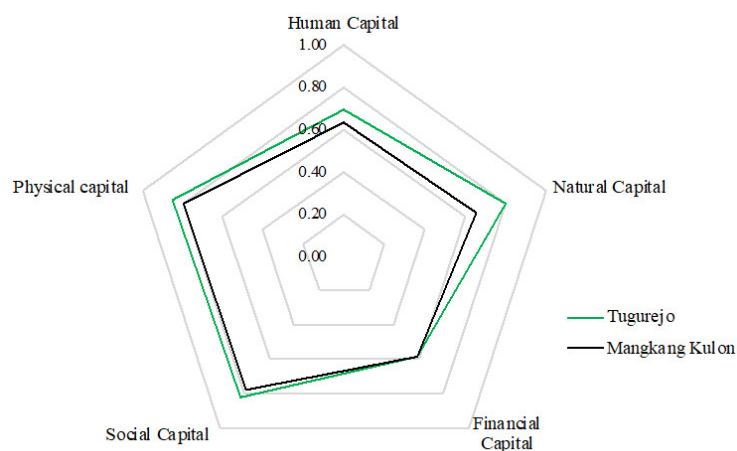 Human Capital
1.00
0.80
0.60
0.40
0.20
0.00
Physical capital
Natural Capital
Tugurejo
Mangkang Kulon
Social Capital
Financial
Capital